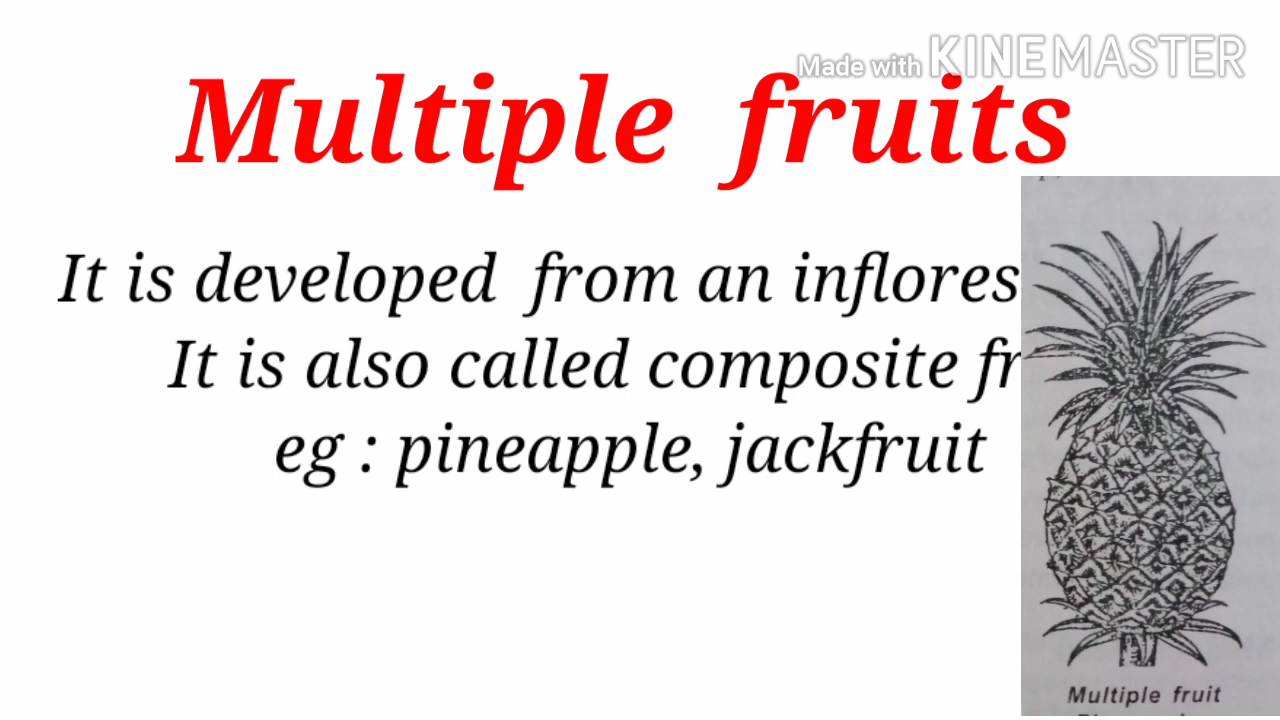 Made with KINEMASTER
Multiple fruits
It is developed from an inflores
It is also called composite fr
eg : pineapple, jackfruit
Multiple fruit